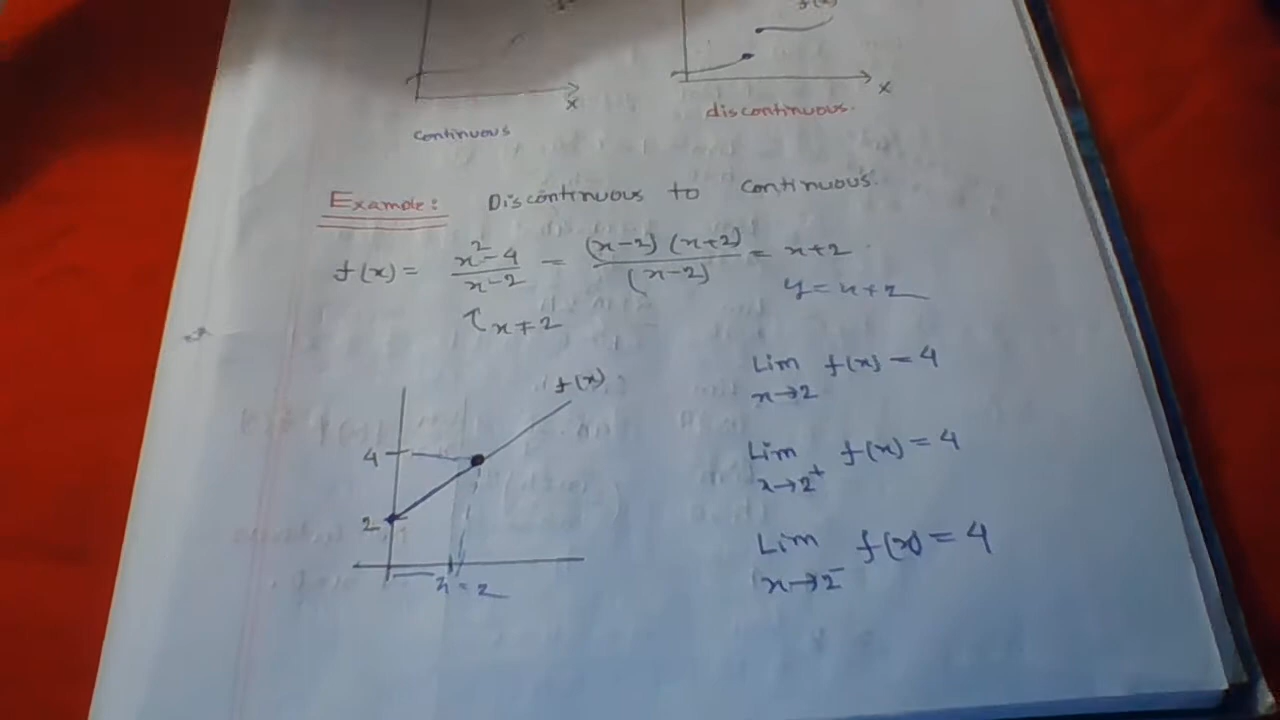 f(x)
x
x
continuous
discontinuous.
Example: Discontinuous to continuous.
f(x) = x²-4 / x-2 = (x-2) (x+2) / (x-2) = x+2
y = x+2
x ≠ 2
Lim f(x) = 4
x→2
f(x)
4
2
x = 2
Lim f(x) = 4
x→2⁺
Lim f(x) = 4
x→2⁻